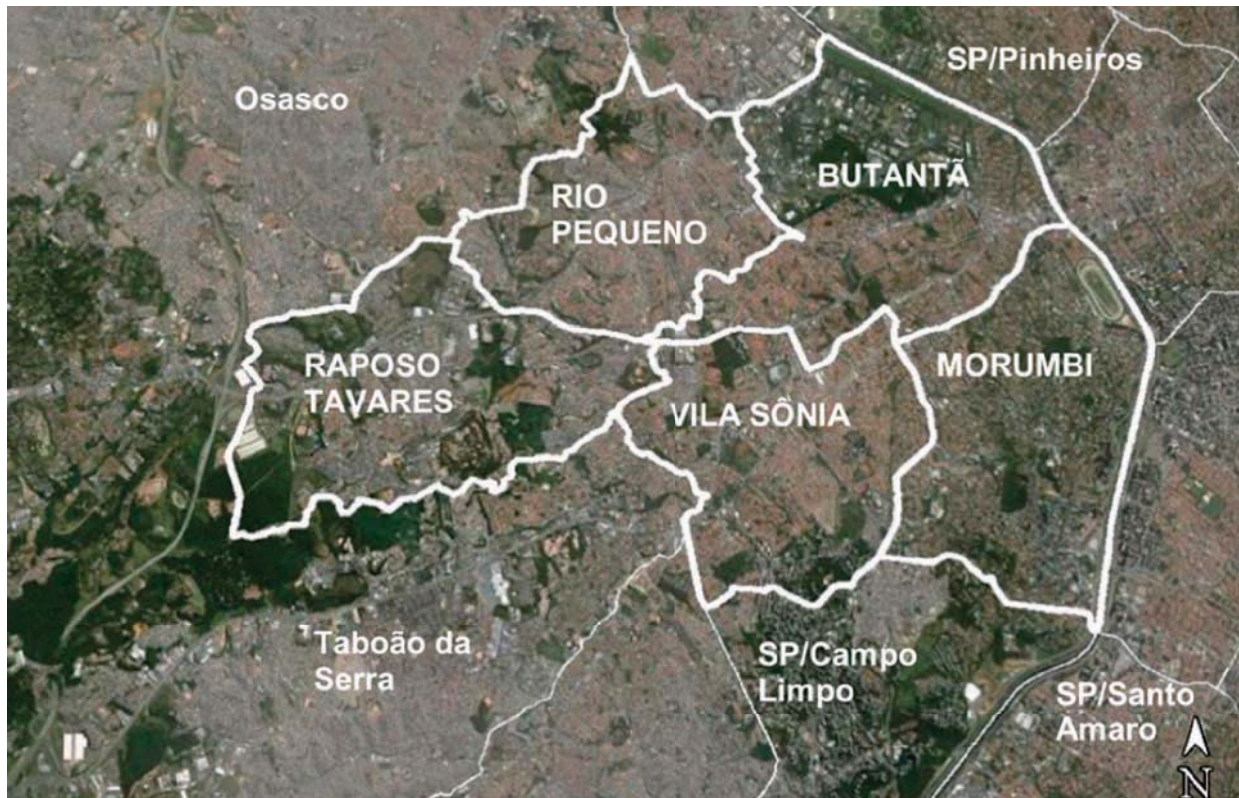 SP/Pinheiros
Osasco
BUTANTÃ
RIO
PEQUENO
RAPOSO
TAVARES
MORUMBI
VILA SÔNIA
Taboão da
Serra
SP/Campo
Limpo
SP/Santo
Amaro
N